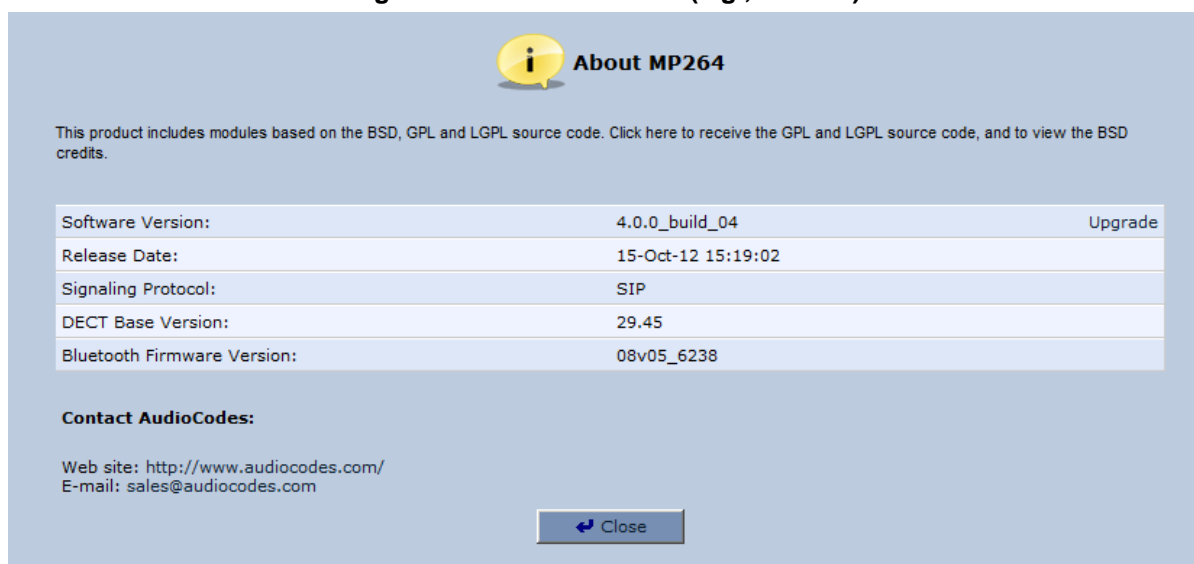 About MP264
This product includes modules based on the BSD, GPL and LGPL source code. Click here to receive the GPL and LGPL source code, and to view the BSD
credits.
Software Version: 4.0.0_build_04 Upgrade
Release Date: 15-Oct-12 15:19:02
Signaling Protocol: SIP
DECT Base Version: 29.45
Bluetooth Firmware Version: 08v05_6238
Contact AudioCodes:
Web site: http://www.audiocodes.com/
E-mail: sales@audiocodes.com
Close